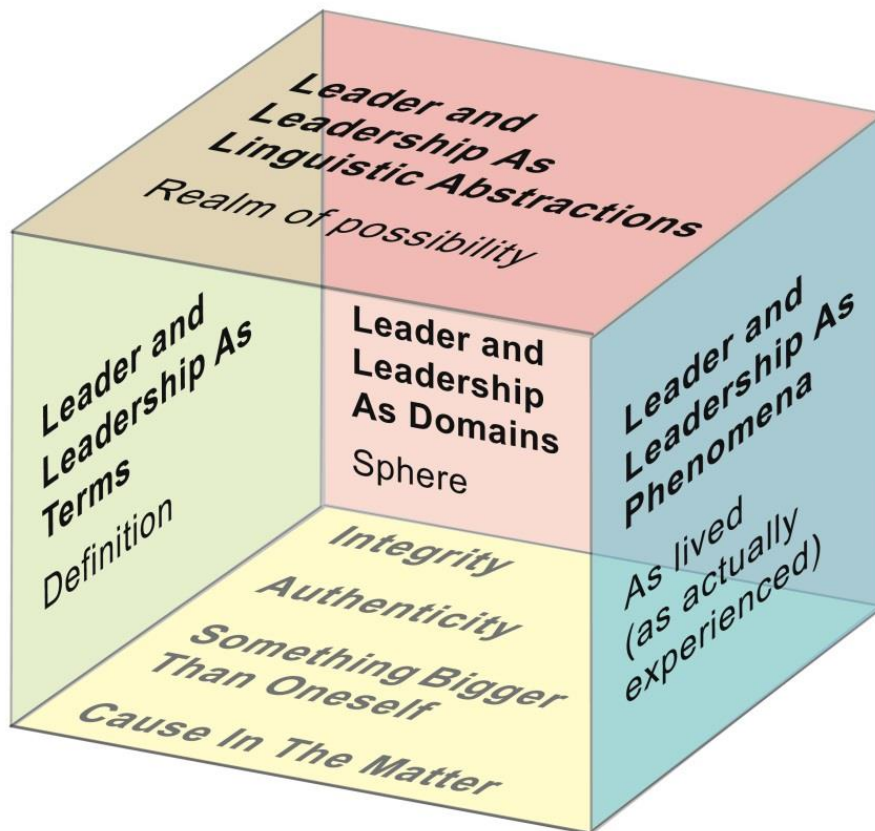 Leader and
Leadership As
Linguistic Abstractions
Realm of possibility
Leader and
Leadership As
Terms
Definition
Leader and
Leadership
As Domains
Sphere
Leader and
Leadership As
Phenomena
As lived
(as actually
experienced)
Integrity
Authenticity
Something Bigger
Than Oneself
Cause In The Matter